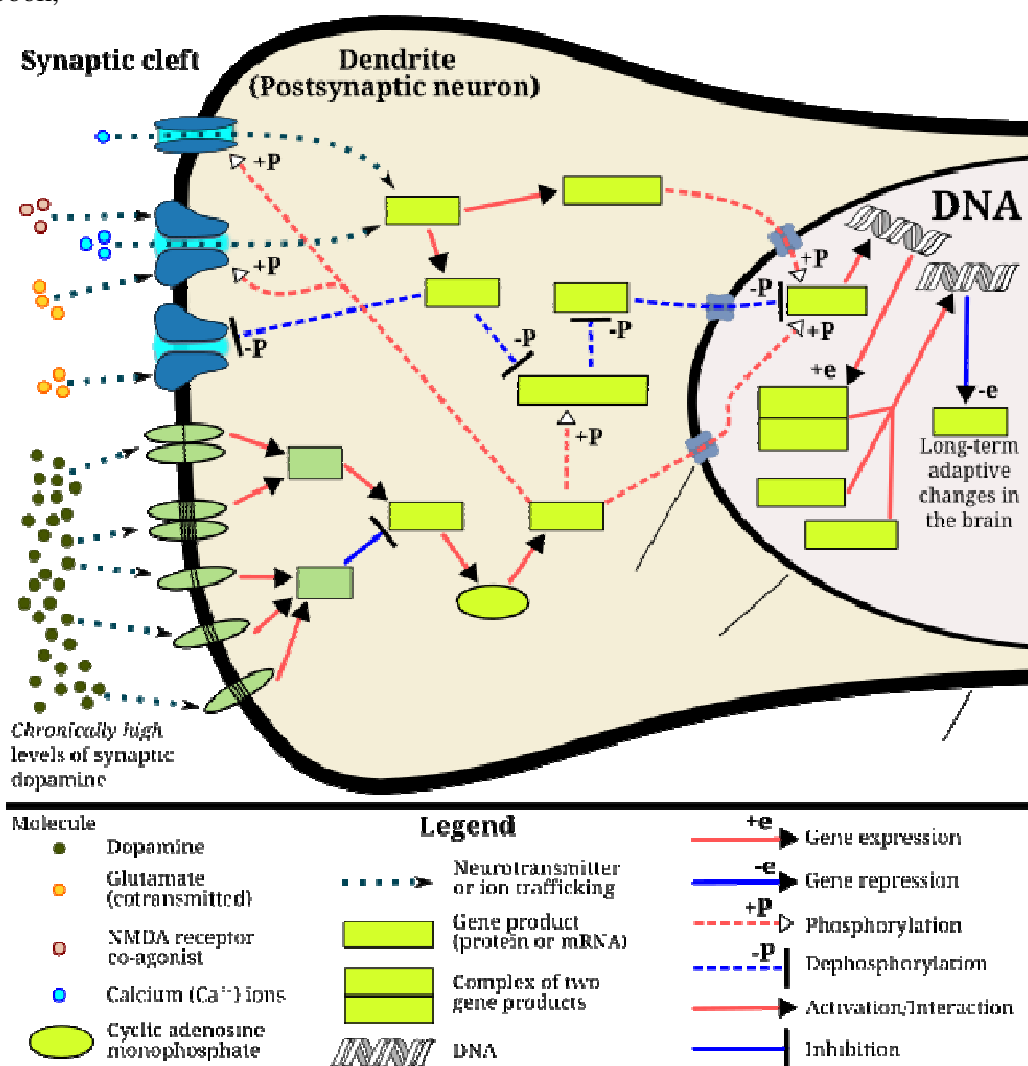 Synaptic cleft
Dendrite
(Postsynaptic neuron)
DNA
+P
+P
-P
-P
-P
+P
+P
-P
+P
+e
-e
Long-term
adaptive
changes in
the brain
Chronically high
levels of synaptic
dopamine
Molecule
Dopamine
Glutamate
(cotransmitted)
NMDA receptor
co-agonist
Calcium (Ca²⁺) ions
Cyclic adenosine
monophosphate
Legend
Neurotransmitter
or ion trafficking
Gene product
(protein or mRNA)
Complex of two
gene products
DNA
+e
Gene expression
-e
Gene repression
+P
Phosphorylation
-P
Dephosphorylation
Activation/Interaction
Inhibition